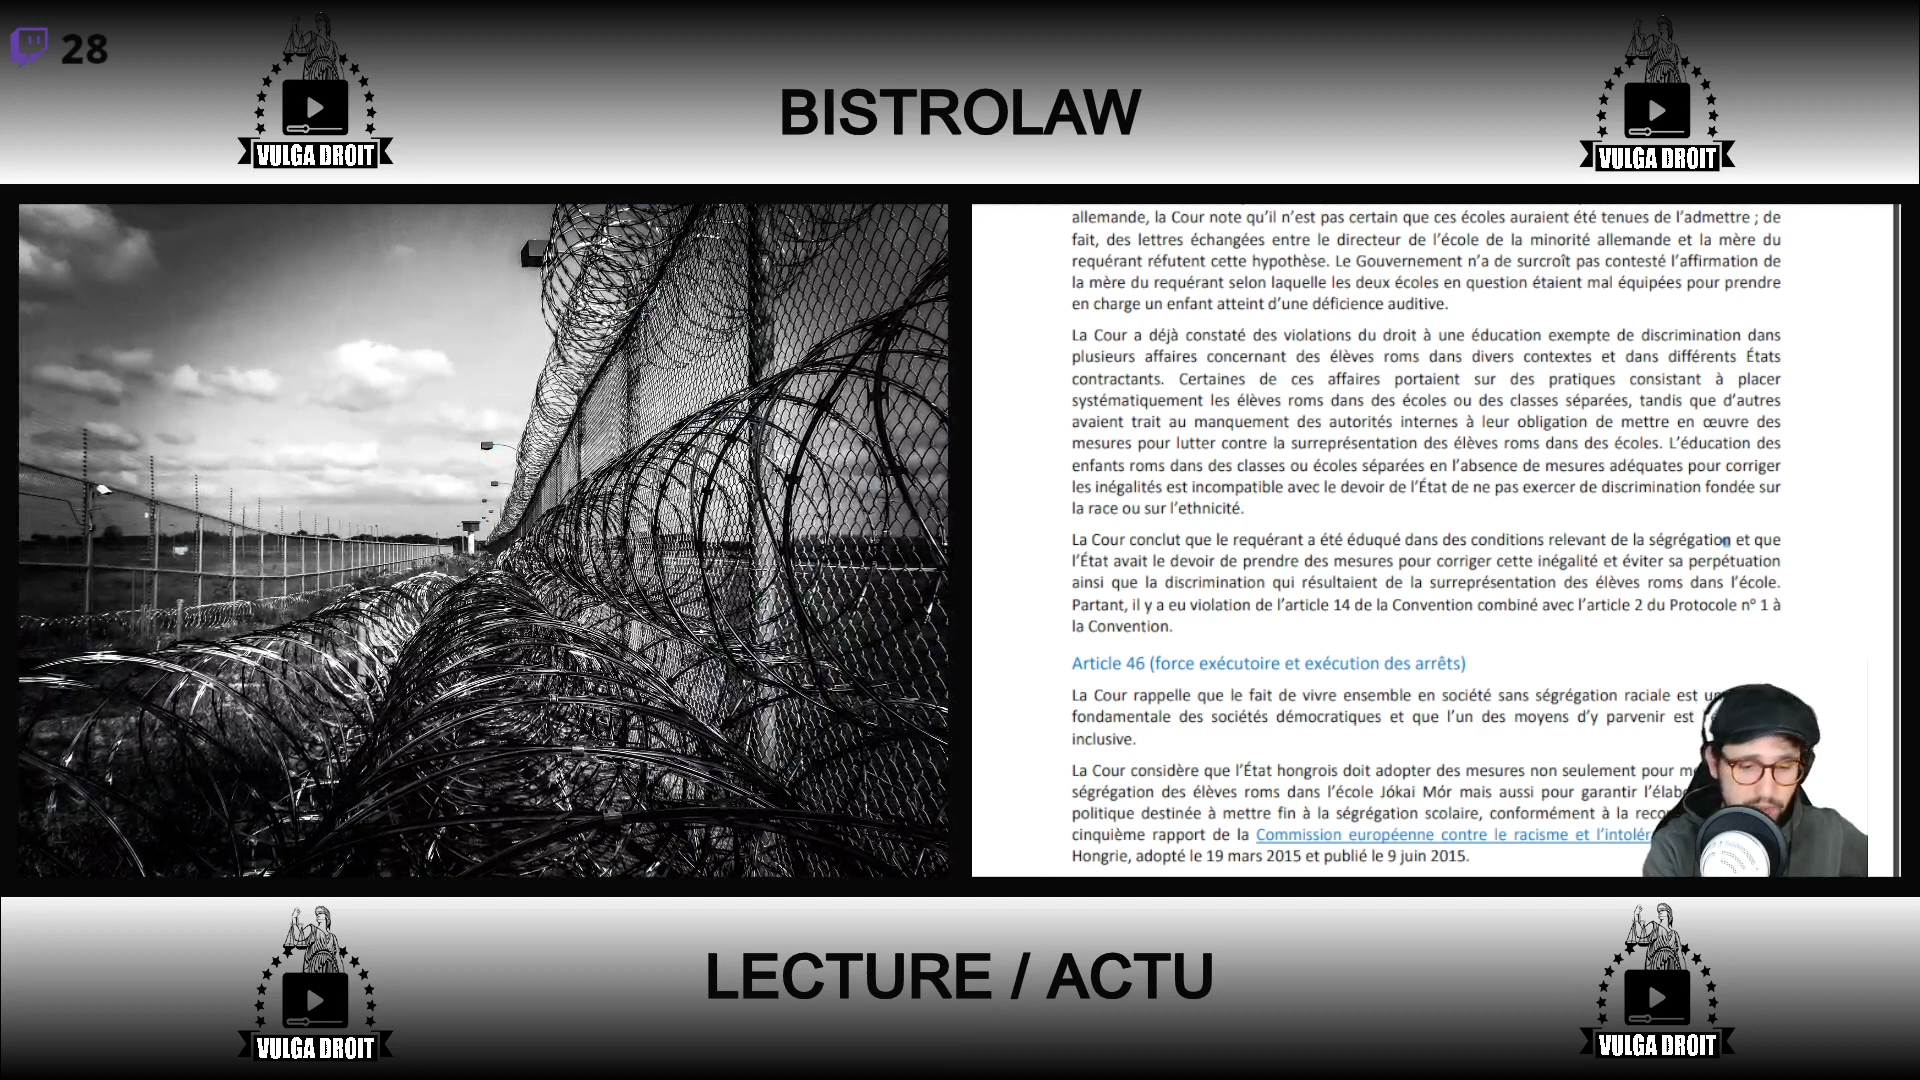 28
VULGA DROIT
BISTROLAW
VULGA DROIT
allemande, la Cour note qu’il n’est pas certain que ces écoles auraient été tenues de l’admettre ; de
fait, des lettres échangées entre le directeur de l’école de la minorité allemande et la mère du
requérant réfutent cette hypothèse. Le Gouvernement n’a de surcroît pas contesté l’affirmation de
la mère du requérant selon laquelle les deux écoles en question étaient mal équipées pour prendre
en charge un enfant atteint d’une déficience auditive.
La Cour a déjà constaté des violations du droit à une éducation exempte de discrimination dans
plusieurs affaires concernant des élèves roms dans divers contextes et dans différents États
contractants. Certaines de ces affaires portaient sur des pratiques consistant à placer
systématiquement les élèves roms dans des écoles ou des classes séparées, tandis que d’autres
avaient trait au manquement des autorités internes à leur obligation de mettre en œuvre des
mesures pour lutter contre la surreprésentation des élèves roms dans des écoles. L’éducation des
enfants roms dans des classes ou écoles séparées en l’absence de mesures adéquates pour corriger
les inégalités est incompatible avec le devoir de l’État de ne pas exercer de discrimination fondée sur
la race ou sur l’ethnicité.
La Cour conclut que le requérant a été éduqué dans des conditions relevant de la ségrégation et que
l’État avait le devoir de prendre des mesures pour corriger cette inégalité et éviter sa perpétuation
ainsi que la discrimination qui résultaient de la surreprésentation des élèves roms dans l’école.
Partant, il y a eu violation de l’article 14 de la Convention combiné avec l’article 2 du Protocole nº 1 à
la Convention.
Article 46 (force exécutoire et exécution des arrêts)
La Cour rappelle que le fait de vivre ensemble en société sans ségrégation raciale est
fondamentale des sociétés démocratiques et que l’un des moyens d’y parvenir est
inclusive.
La Cour considère que l’État hongrois doit adopter des mesures non seulement pour
ségrégation des élèves roms dans l’école Jókai Mór mais aussi pour garantir
politique destinée à mettre fin à la ségrégation scolaire, conformément à la
cinquième rapport de la Commission européenne contre le racisme et
Hongrie, adopté le 19 mars 2015 et publié le 9 juin 2015.
VULGA DROIT
LECTURE / ACTU
VULGA DROIT